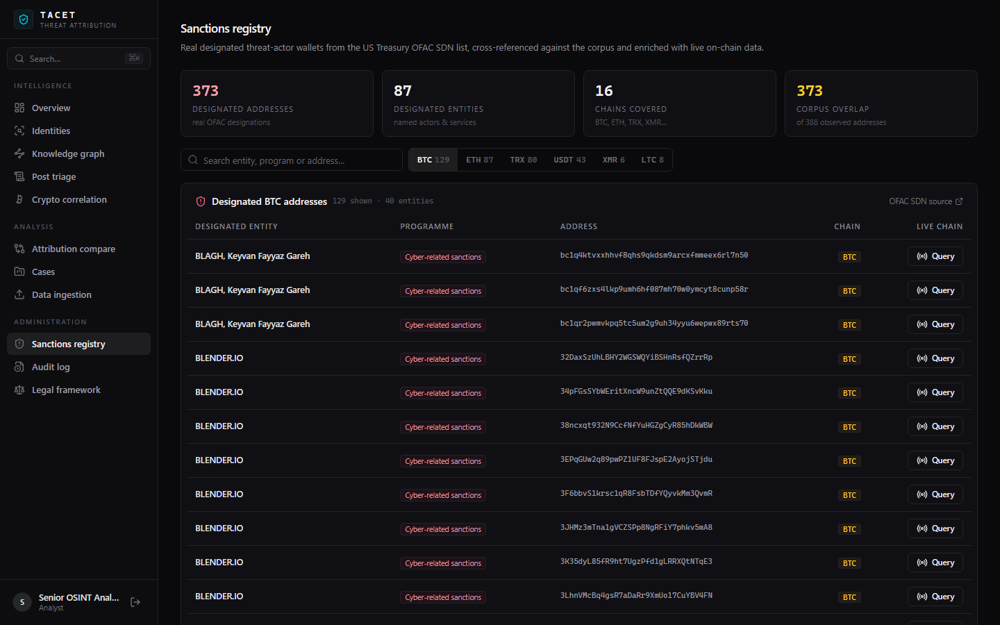 TACET
THREAT ATTRIBUTION
Search...
⌘K
INTELLIGENCE
Overview
Identities
Knowledge graph
Post triage
Crypto correlation
ANALYSIS
Attribution compare
Cases
Data ingestion
ADMINISTRATION
Sanctions registry
Audit log
Legal framework
S
Senior OSINT Anal...
Analyst
Sanctions registry
Real designated threat-actor wallets from the US Treasury OFAC SDN list, cross-referenced against the corpus and enriched with live on-chain data.
373
DESIGNATED ADDRESSES
real OFAC designations
87
DESIGNATED ENTITIES
named actors & services
16
CHAINS COVERED
BTC, ETH, TRX, XMR...
373
CORPUS OVERLAP
of 388 observed addresses
Search entity, program or address...
BTC 129 ETH 87 TRX 80 USDT 43 XMR 6 LTC 8
Designated BTC addresses 129 shown · 40 entities OFAC SDN source
DESIGNATED ENTITY PROGRAMME ADDRESS CHAIN LIVE CHAIN
BLAGH, Keyvan Fayyaz Gareh Cyber-related sanctions bc1q4ktvxxhhvf8qhs9qkdsm9arcxfmmeex6rl7n50 BTC Query
BLAGH, Keyvan Fayyaz Gareh Cyber-related sanctions bc1qf6zxs4lkp9umh6hf087mh70w0ymcyt8cunp58r BTC Query
BLAGH, Keyvan Fayyaz Gareh Cyber-related sanctions bc1qr2pwmvkpq5tc5um2g9uh34yyu6wepwx89rts70 BTC Query
BLENDER.IO Cyber-related sanctions 32DaxSzUhLBHY2WGSWQYiBSHnRsfQZrrRp BTC Query
BLENDER.IO Cyber-related sanctions 34pFGsSYbWEritXncW9unZtQQE9dKSvKku BTC Query
BLENDER.IO Cyber-related sanctions 38ncxqt932N9CcfNfYuHGZgCyR85hDkWBW BTC Query
BLENDER.IO Cyber-related sanctions 3EPqGUw2q89pwPZ1UF8FJspE2AyojSTjdu BTC Query
BLENDER.IO Cyber-related sanctions 3F6bbvS1krsc1qR8FsbTDfYQyvkMm3QvmR BTC Query
BLENDER.IO Cyber-related sanctions 3JHMz3mTna1gVCZSPp8NgRFiY7phkv5mA8 BTC Query
BLENDER.IO Cyber-related sanctions 3K35dyL85fR9ht7UgzPfd1gLRRXQtNTqE3 BTC Query
BLENDER.IO Cyber-related sanctions 3LhnVMcBq4gsR7aDaRr9XmUo17CuYBV4FN BTC Query